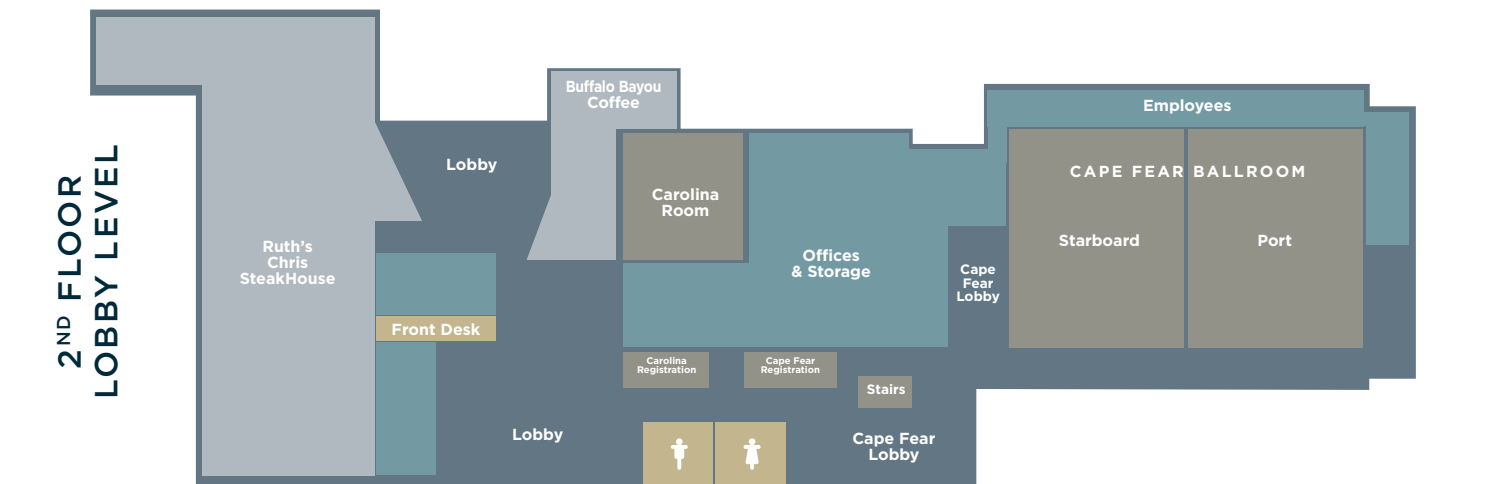 2ND FLOOR
LOBBY LEVEL
Ruth’s
Chris
SteakHouse
Lobby
Buffalo Bayou
Coffee
Carolina
Room
Offices
& Storage
Employees
CAPE FEAR BALLROOM
Starboard
Port
Cape
Fear
Lobby
Front Desk
Carolina
Registration
Cape Fear
Registration
Stairs
Lobby
Cape Fear
Lobby